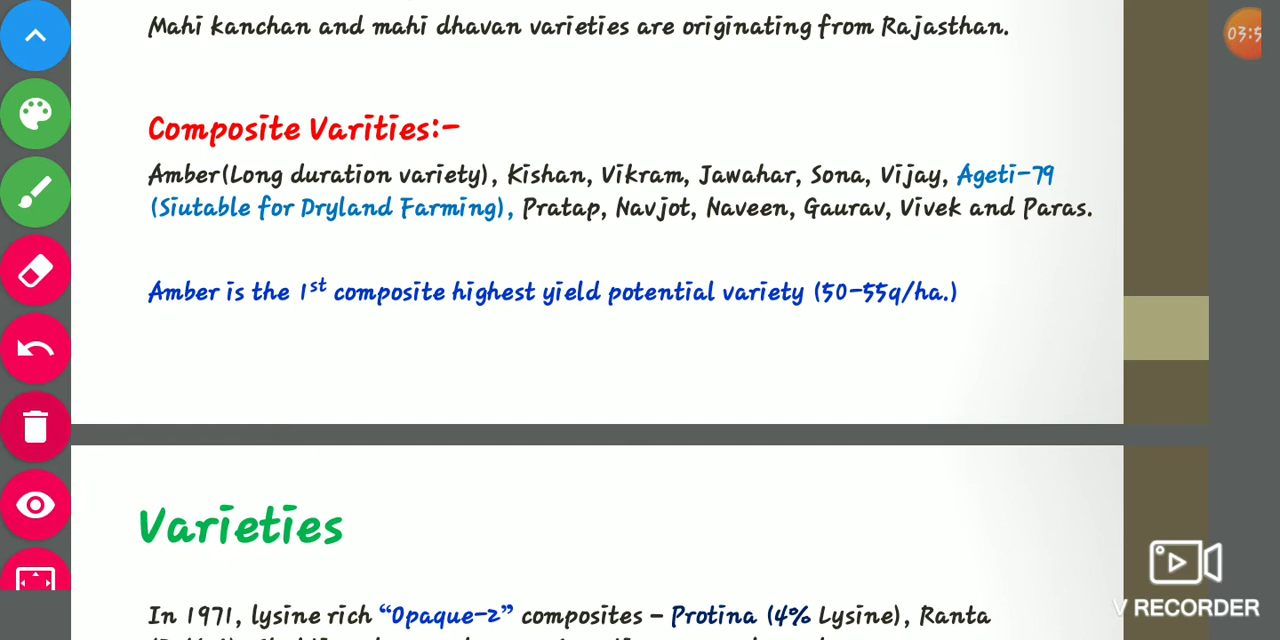 Mahi kanchan and mahi dhavan varieties are originating from Rajasthan.
03:5
Composite Varities:-
Amber(Long duration variety), Kishan, Vikram, Jawahar, Sona, Vijay, Ageti-79
(Siutable for Dryland Farming), Pratap, Navjot, Naveen, Gaurav, Vivek and Paras.
Amber is the 1st composite highest yield potential variety (50-55q/ha.)
Varieties
In 1971, lysine rich “Opaque-2” composites – Protina (4% Lysine), Ranta
V RECORDER